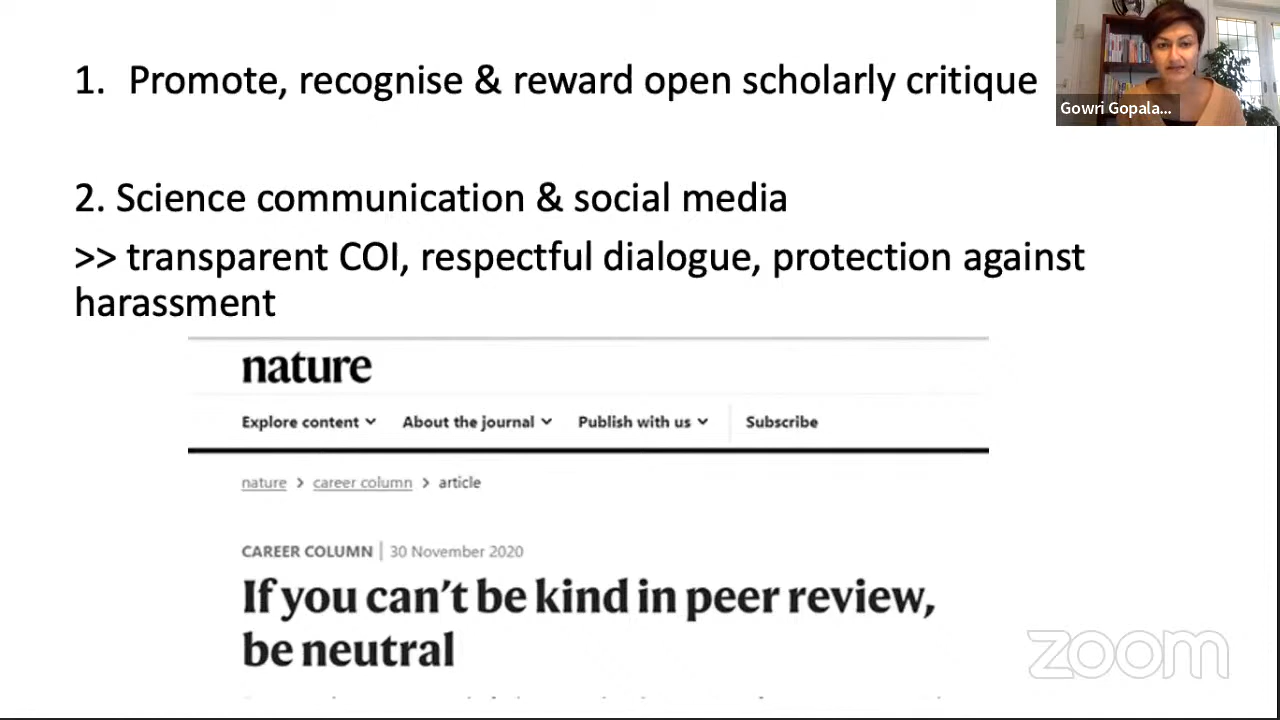 1. Promote, recognise & reward open scholarly critique
Gowri Gopala...
2. Science communication & social media
>> transparent COI, respectful dialogue, protection against
harassment
nature
Explore content About the journal Publish with us Subscribe
nature > career column > article
CAREER COLUMN | 30 November 2020
If you can't be kind in peer review,
be neutral
zoom